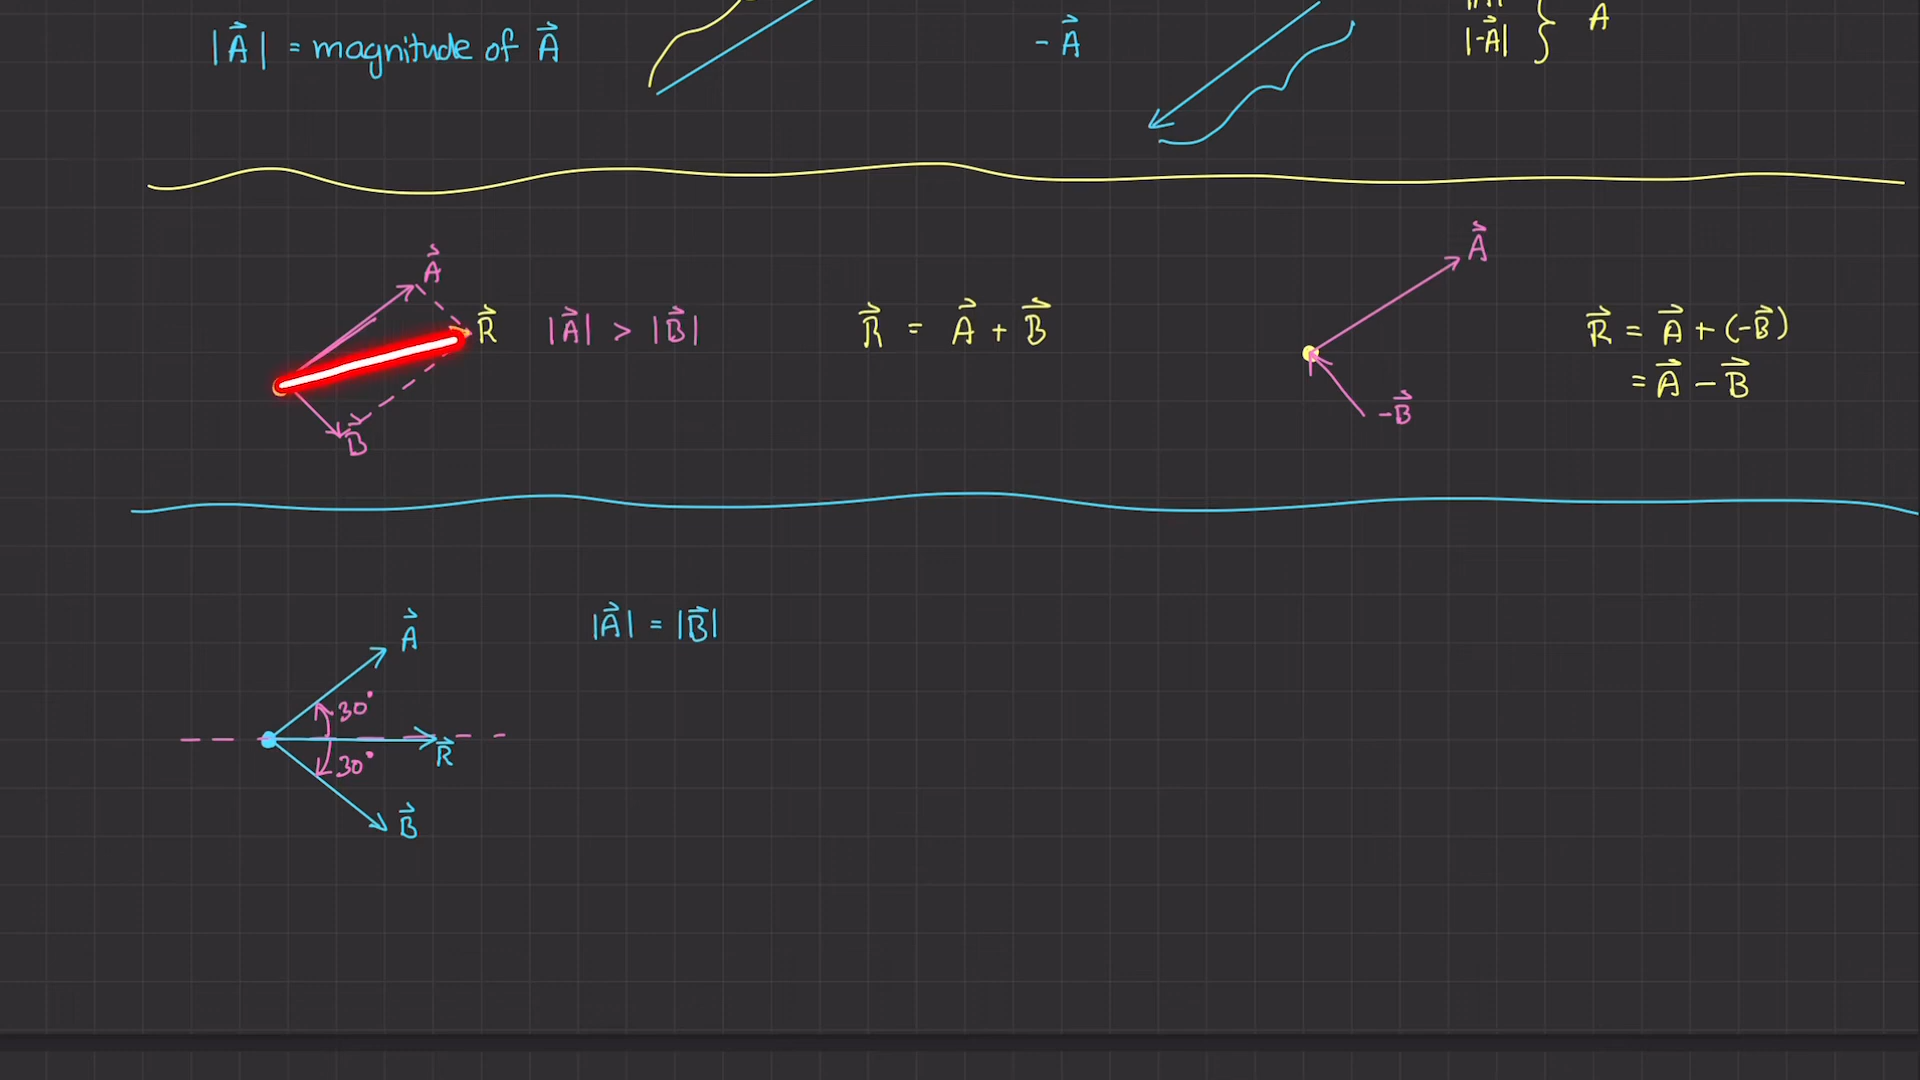 |A⃗| = magnitude of A⃗
- A⃗
|-A⃗| } A
A⃗
R⃗
B⃗
|A⃗| > |B⃗|
R⃗ = A⃗ + B⃗
A⃗
-B⃗
R⃗ = A⃗ + (-B⃗)
= A⃗ - B⃗
A⃗
30°
R⃗
30°
B⃗
|A⃗| = |B⃗|